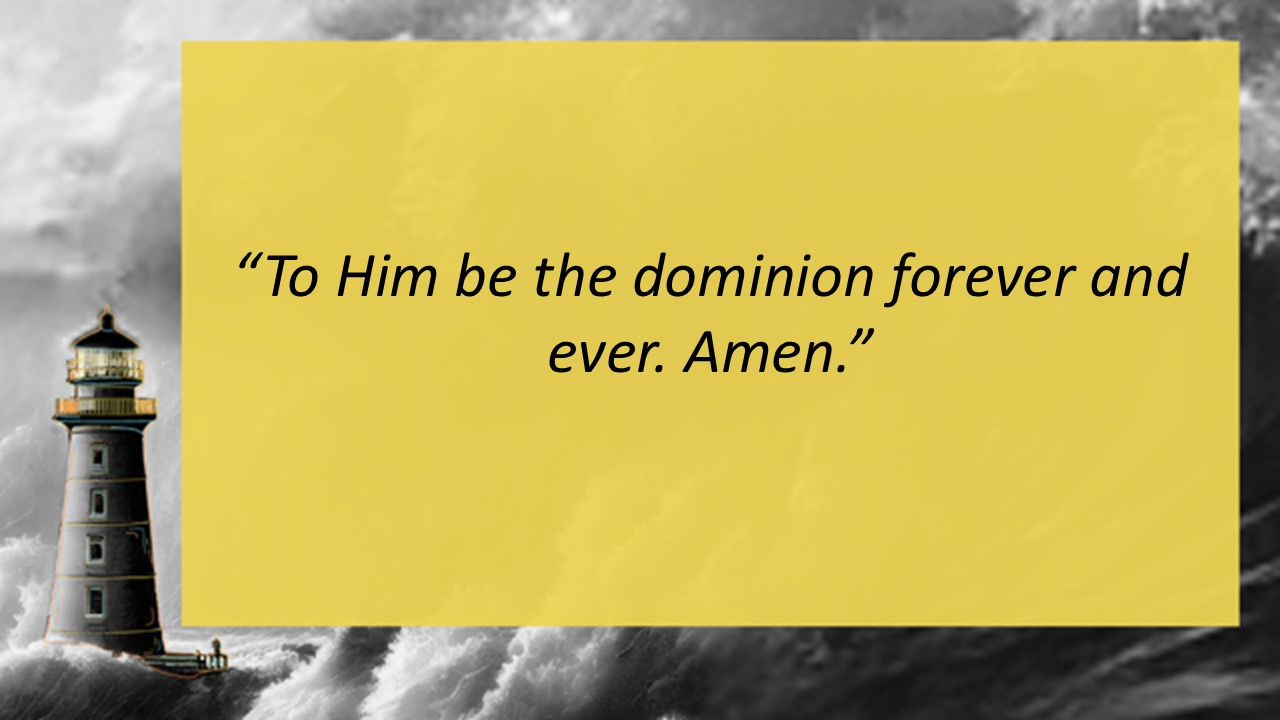 “To Him be the dominion forever and
ever. Amen.”